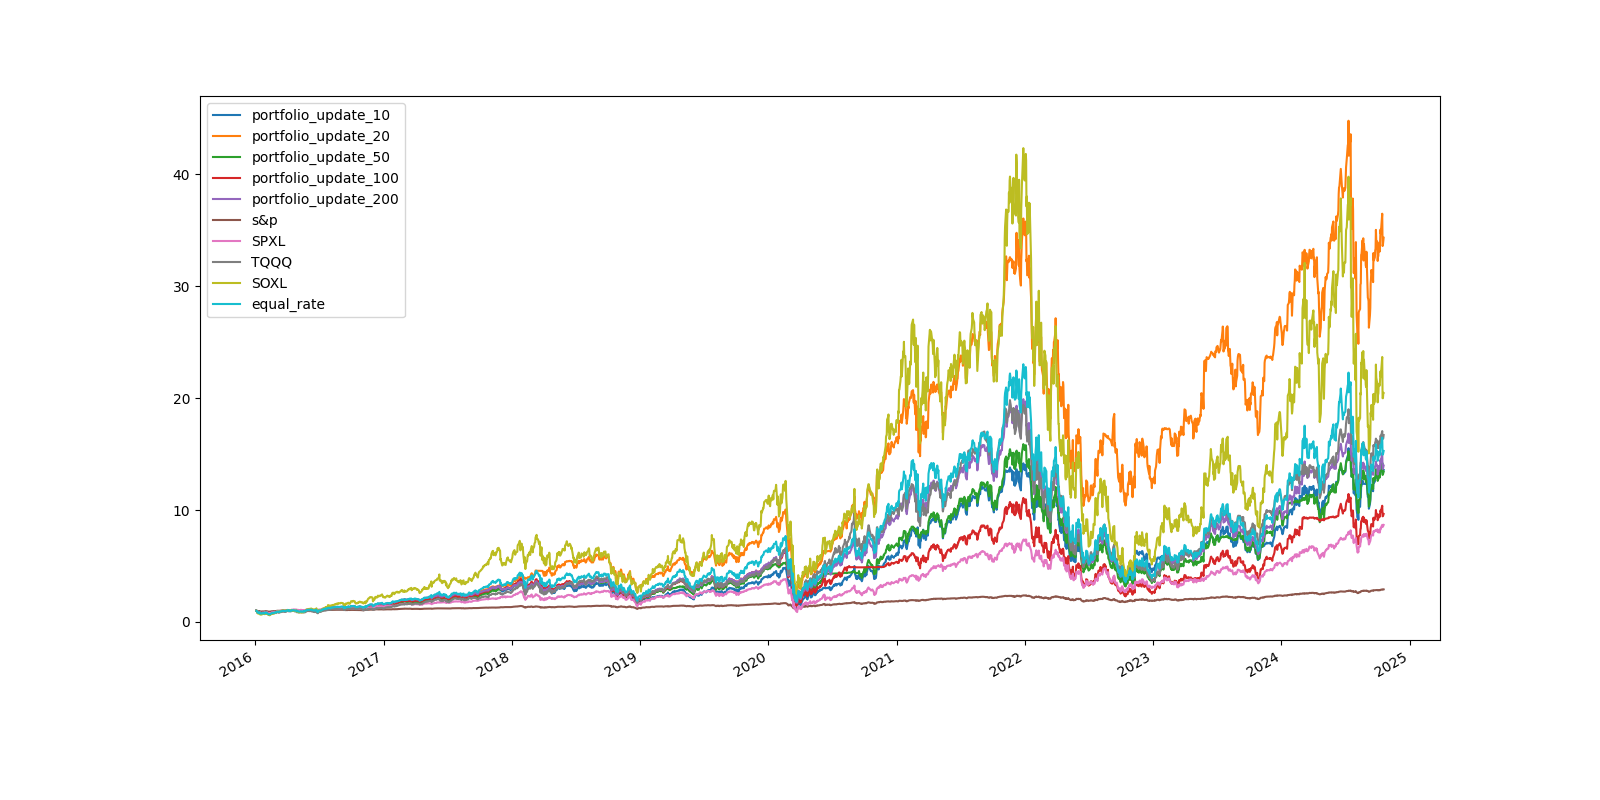 portfolio_update_10
portfolio_update_20
portfolio_update_50
portfolio_update_100
portfolio_update_200
s&p
SPXL
TQQQ
SOXL
equal_rate
40
30
20
10
0
2016
2017
2018
2019
2020
2021
2022
2023
2024
2025